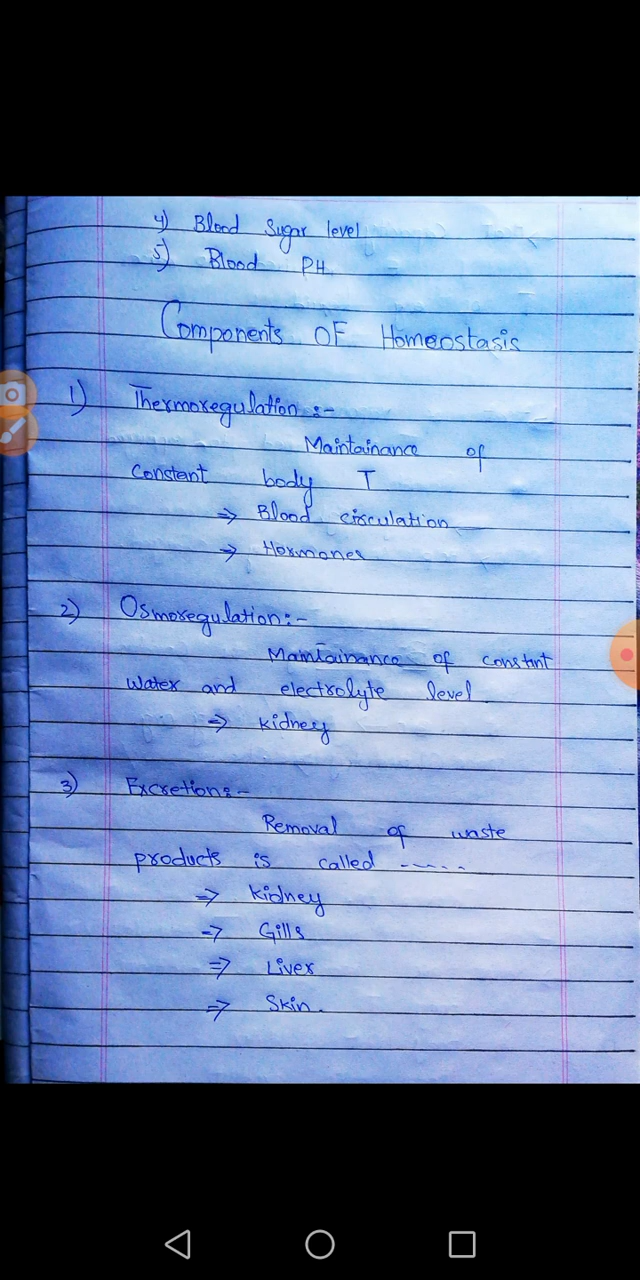 4) Blood Sugar level
5) Blood PH
Components OF Homeostasis
1) Thermoregulation :-
Maintainance of
constant body T
⇒ Blood circulation
⇒ Hormones
2) Osmoregulation:-
Maintainance of constant
water and electrolyte level
⇒ kidney
3) Excretion:-
Removal of waste
products is called -----
⇒ kidney
⇒ Gills
⇒ Liver
⇒ Skin.